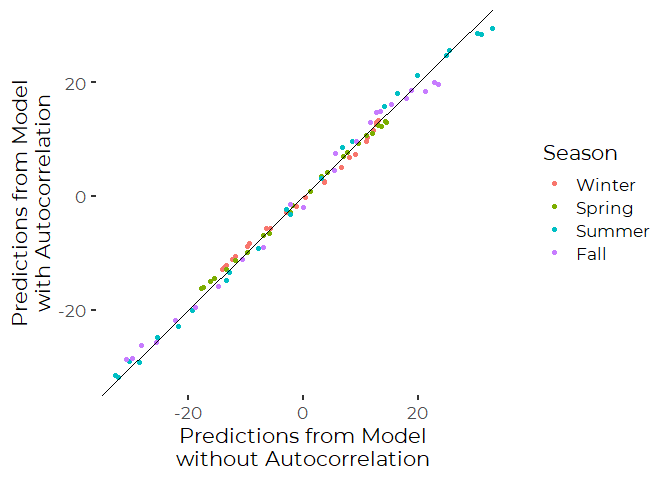 Predictions from Model
with Autocorrelation
20
0
-20
-20
0
20
Predictions from Model
without Autocorrelation
Season
Winter
Spring
Summer
Fall